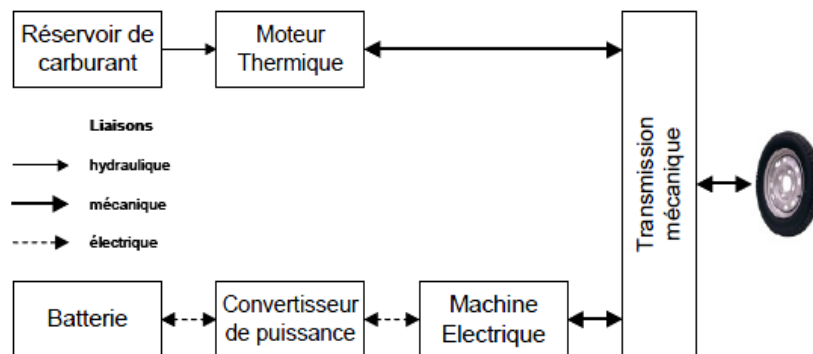 Réservoir de
carburant
Moteur
Thermique
Liaisons
hydraulique
mécanique
électrique
Transmission
mécanique
Batterie
Convertisseur
de puissance
Machine
Electrique